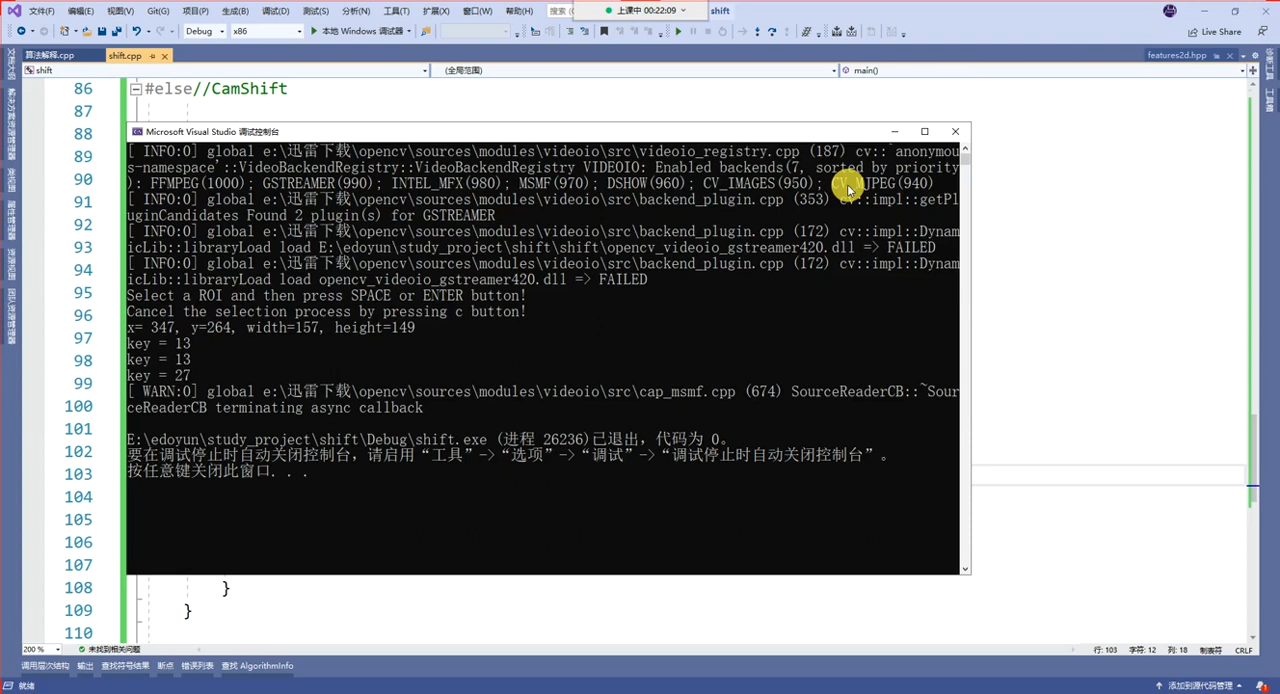 文件(F) 编辑(E) 视图(V) Git(G) 项目(P) 生成(B) 调试(D) 测试(S) 分析(N) 工具(T) 扩展(X) 窗口(W) 帮助(H) 搜索 上课中 00:22:09 shift
Debug x86 本地 Windows 调试器 Live Share
算法解释.cpp shift.cpp features2d.hpp
shift (全局范围) main()
86 #else//CamShift
87
88
Microsoft Visual Studio 调试控制台
89
90
91
92
93
94
95
96
97
98
99
100
101
102
103
104
105
106
107
[ INFO:0] global e:\迅雷下载\opencv\sources\modules\videoio\src\videoio_registry.cpp (187) cv::`anonymou
s-namespace'::VideoBackendRegistry::VideoBackendRegistry VIDEOIO: Enabled backends(7, sorted by priority
): FFMPEG(1000); GSTREAMER(990); INTEL_MFX(980); MSMF(970); DSHOW(960); CV_IMAGES(950); CV_MJPEG(940)
[ INFO:0] global e:\迅雷下载\opencv\sources\modules\videoio\src\backend_plugin.cpp (353) cv::impl::getPl
uginCandidates Found 2 plugin(s) for GSTREAMER
[ INFO:0] global e:\迅雷下载\opencv\sources\modules\videoio\src\backend_plugin.cpp (172) cv::impl::Dynam
icLib::libraryLoad load E:\edoyun\study_project\shift\shift\opencv_videoio_gstreamer420.dll => FAILED
[ INFO:0] global e:\迅雷下载\opencv\sources\modules\videoio\src\backend_plugin.cpp (172) cv::impl::Dynam
icLib::libraryLoad load opencv_videoio_gstreamer420.dll => FAILED
Select a ROI and then press SPACE or ENTER button!
Cancel the selection process by pressing c button!
x= 347, y=264, width=157, height=149
key = 13
key = 13
key = 27
[ WARN:0] global e:\迅雷下载\opencv\sources\modules\videoio\src\cap_msmf.cpp (674) SourceReaderCB::~Sour
ceReaderCB terminating async callback
E:\edoyun\study_project\shift\Debug\shift.exe (进程 26236)已退出，代码为 0。
要在调试停止时自动关闭控制台，请启用“工具”->“选项”->“调试”->“调试停止时自动关闭控制台”。
按任意键关闭此窗口. . .
108 }
109 }
110
200 % 未找到相关问题 行: 103 字符: 12 列: 18 制表符 CRLF
调用层次结构 输出 查找符号结果 断点 错误列表 查找 AlgorithmInfo
就绪 添加到源代码管理